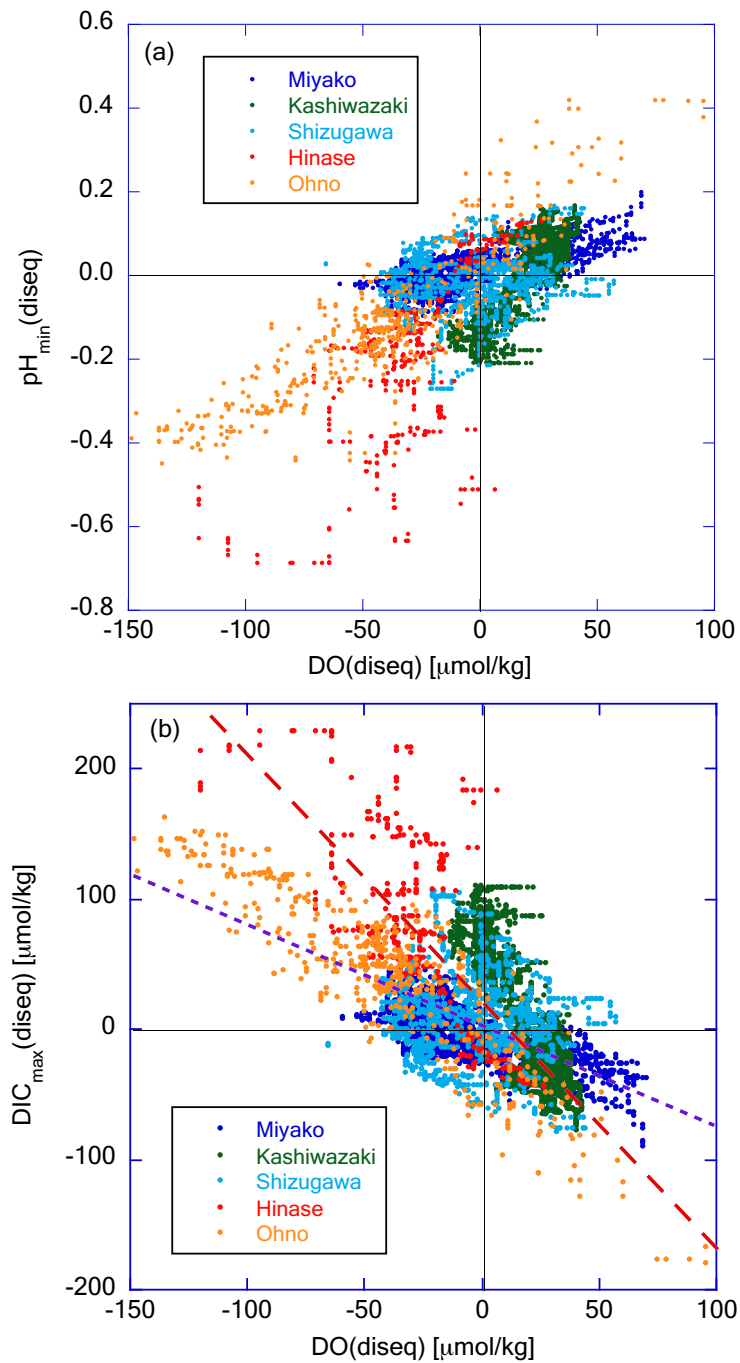 (a)
Miyako
Kashiwazaki
Shizugawa
Hinase
Ohno
0.6
0.4
0.2
0.0
-0.2
-0.4
-0.6
-0.8
pH_min(diseq)
-150 -100 -50 0 50 100
DO(diseq) [μmol/kg]
(b)
200
100
0
-100
-200
DIC_max(diseq) [μmol/kg]
Miyako
Kashiwazaki
Shizugawa
Hinase
Ohno
-150 -100 -50 0 50 100
DO(diseq) [μmol/kg]